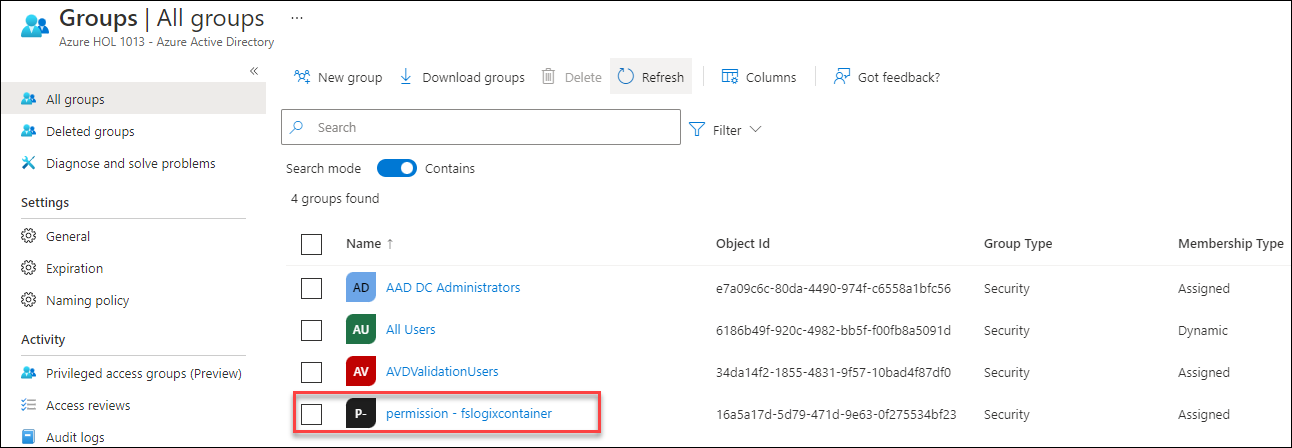 Groups | All groups ...
Azure HOL 1013 - Azure Active Directory
«
All groups
Deleted groups
Diagnose and solve problems
Settings
General
Expiration
Naming policy
Activity
Privileged access groups (Preview)
Access reviews
Audit logs
New group Download groups Delete Refresh Columns Got feedback?
Search
Filter
Search mode Contains
4 groups found
Name ↑ Object Id Group Type Membership Type
AD AAD DC Administrators e7a09c6c-80da-4490-974f-c6558a1bfc56 Security Assigned
AU All Users 6186b49f-920c-4982-bb5f-f00fb8a5091d Security Dynamic
AV AVDValidationUsers 34da14f2-1855-4831-9f57-10bad4f87df0 Security Assigned
P- permission - fslogixcontainer 16a5a17d-5d79-471d-9e63-0f275534bf23 Security Assigned